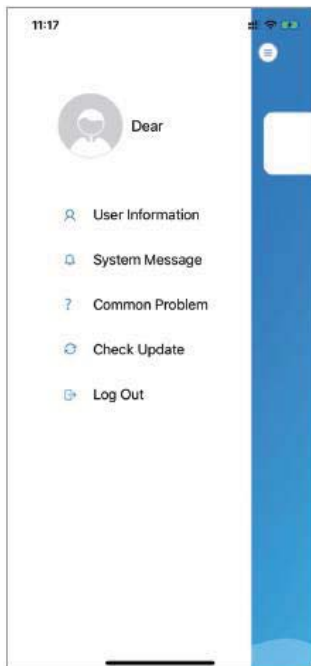 11:17
Dear
User Information
System Message
? Common Problem
Check Update
Log Out